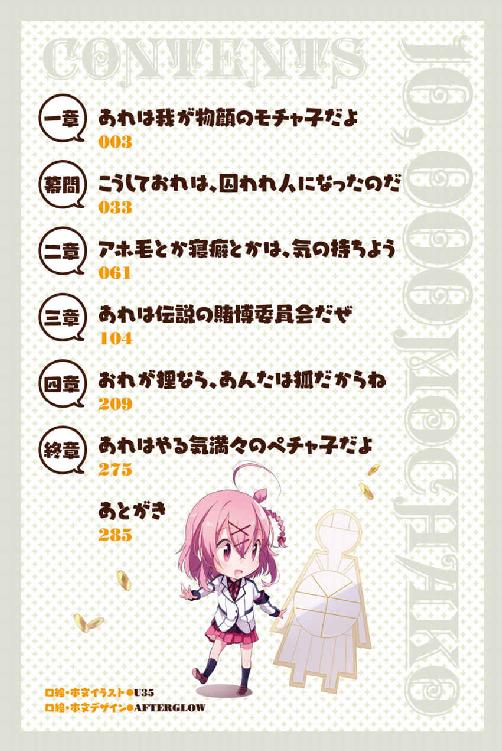 CONTENTS
10,000 MOCHAKO
一章
あれは我が物顔のモチャ子だよ
003
幕間
こうしておれは、囚われ人になったのだ
033
二章
アホ毛とか寝癖とかは、気の持ちよう
061
三章
あれは伝説の賭博委員会だぜ
104
四章
おれが狸なら、あんたは狐だからね
209
終章
あれはやる気満々のペチャ子だよ
275
あとがき
285
口絵・本文イラスト●U35
口絵・本文デザイン●AFTERGLOW